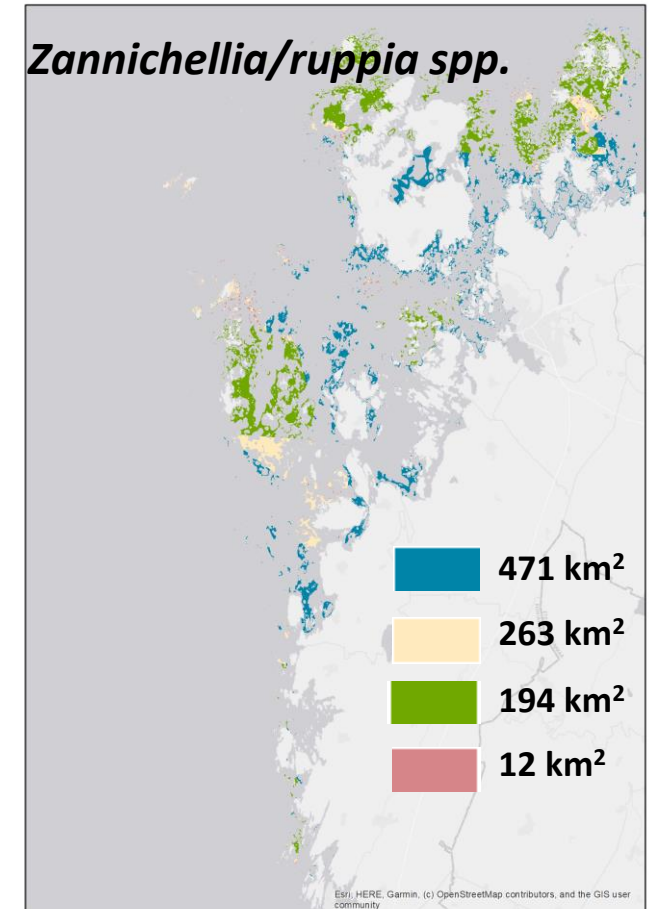 Zannichellia/ruppia spp.
471 km²
263 km²
194 km²
12 km²
Esri, HERE, Garmin, (c) OpenStreetMap contributors, and the GIS user
community